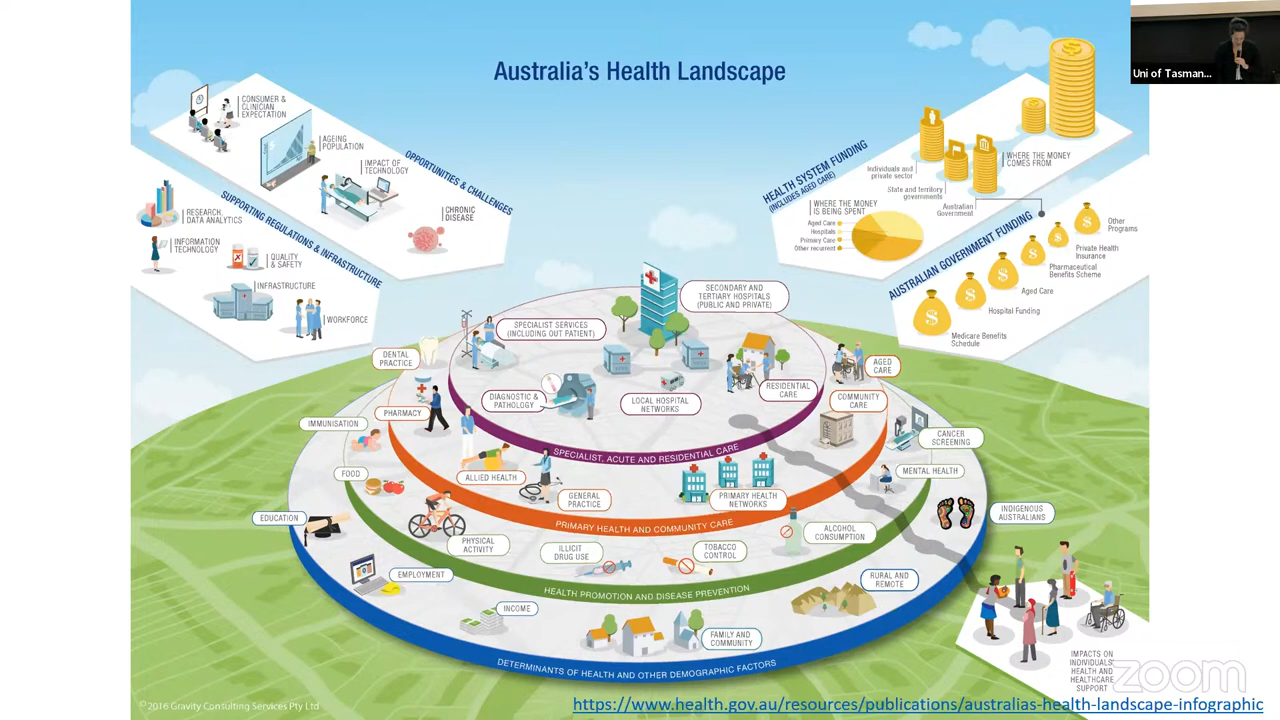 Australia's Health Landscape
Uni of Tasman...
CONSUMER &
CLINICIAN
EXPECTATION
AGEING
POPULATION
IMPACT OF
TECHNOLOGY
CHRONIC
DISEASE
OPPORTUNITIES & CHALLENGES
RESEARCH,
DATA ANALYTICS
INFORMATION
TECHNOLOGY
QUALITY
& SAFETY
INFRASTRUCTURE
WORKFORCE
SUPPORTING REGULATIONS & INFRASTRUCTURE
HEALTH SYSTEM FUNDING
(INCLUDES AGED CARE)
WHERE THE MONEY
COMES FROM
Individuals and
private sector
State and territory
governments
Australian
Government
WHERE THE MONEY
IS BEING SPENT
Aged Care
Hospitals
Primary Care
Other recurrent
AUSTRALIAN GOVERNMENT FUNDING
Other
Programs
Private Health
Insurance
Pharmaceutical
Benefits Scheme
Aged Care
Hospital Funding
Medicare Benefits
Schedule
SECONDARY AND
TERTIARY HOSPITALS
(PUBLIC AND PRIVATE)
SPECIALIST SERVICES
(INCLUDING OUT PATIENT)
DIAGNOSTIC &
PATHOLOGY
LOCAL HOSPITAL
NETWORKS
RESIDENTIAL
CARE
SPECIALIST, ACUTE AND RESIDENTIAL CARE
DENTAL
PRACTICE
AGED
CARE
PHARMACY
COMMUNITY
CARE
ALLIED HEALTH
GENERAL
PRACTICE
PRIMARY HEALTH
NETWORKS
PRIMARY HEALTH AND COMMUNITY CARE
IMMUNISATION
CANCER
SCREENING
FOOD
MENTAL HEALTH
PHYSICAL
ACTIVITY
ILLICIT
DRUG USE
TOBACCO
CONTROL
ALCOHOL
CONSUMPTION
HEALTH PROMOTION AND DISEASE PREVENTION
EDUCATION
INDIGENOUS
AUSTRALIANS
EMPLOYMENT
RURAL AND
REMOTE
INCOME
FAMILY AND
COMMUNITY
DETERMINANTS OF HEALTH AND OTHER DEMOGRAPHIC FACTORS
IMPACTS ON
INDIVIDUALS
HEALTH AND
HEALTHCARE
SUPPORT
zoom
©2016 Gravity Consulting Services Pty Ltd
https://www.health.gov.au/resources/publications/australias-health-landscape-infographic